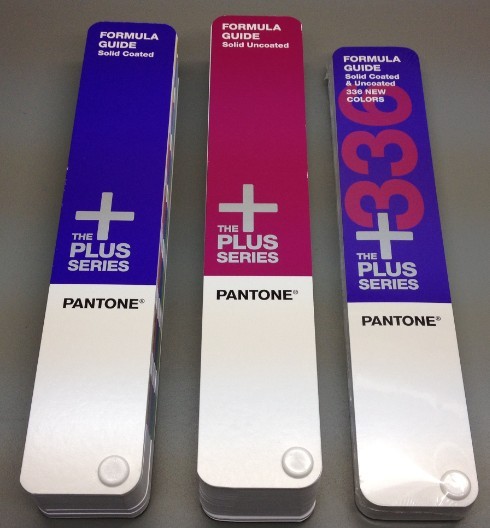 FORMULA
GUIDE
Solid Coated
+
THE
PLUS
SERIES
PANTONE®
FORMULA
GUIDE
Solid Uncoated
+
THE
PLUS
SERIES
PANTONE®
FORMULA
GUIDE
Solid Coated
& Uncoated
336 NEW
COLORS
+336
THE
PLUS
SERIES
PANTONE®